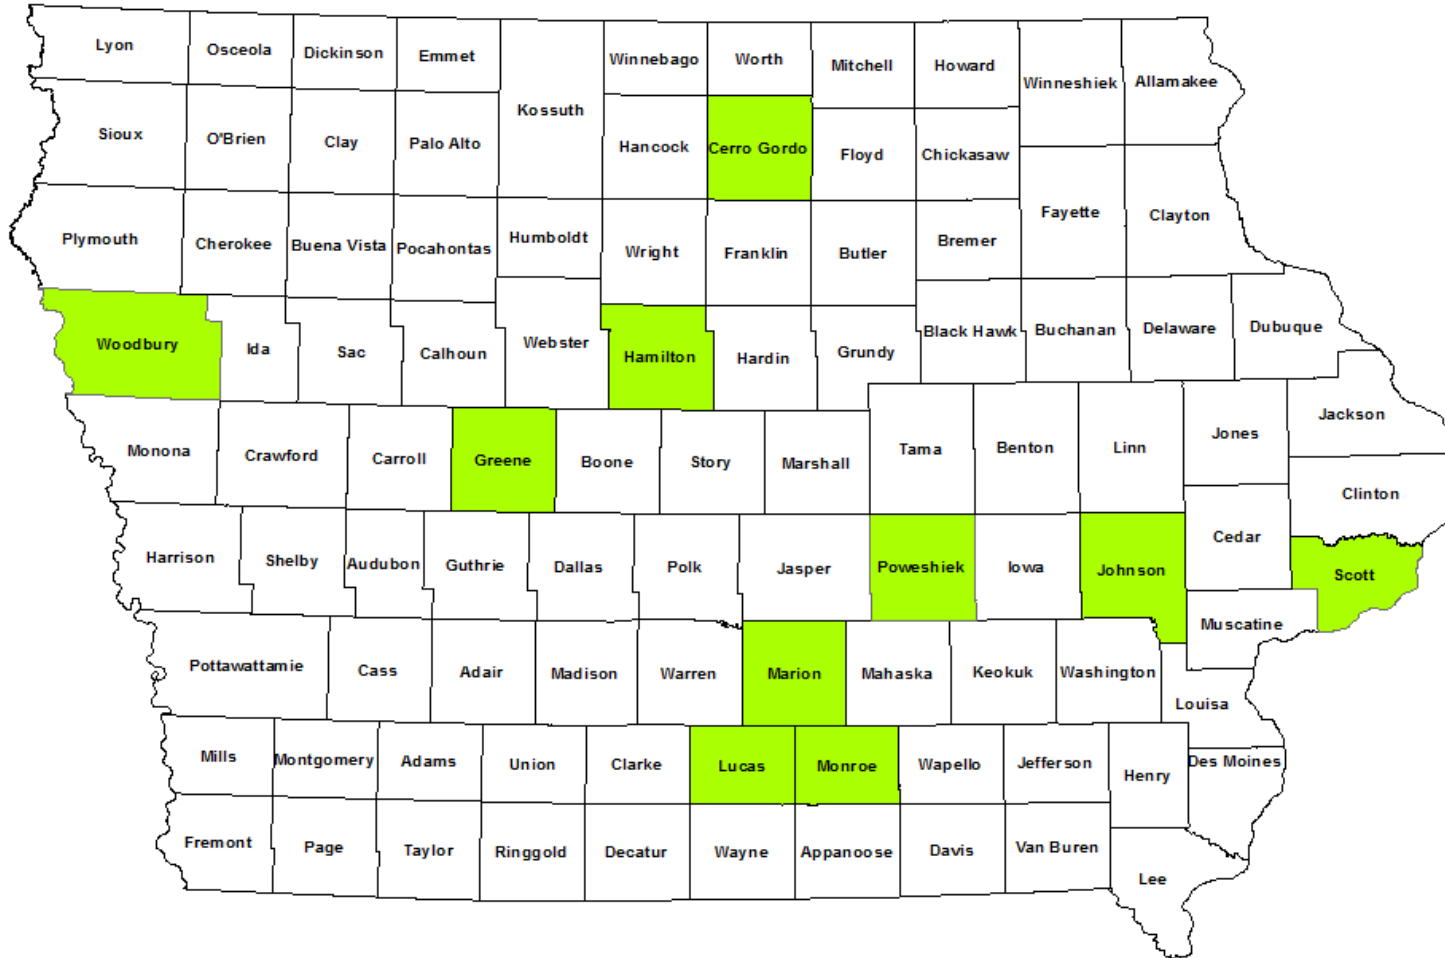 Lyon
Osceola
Dickinson
Emmet
Winnebago
Worth
Mitchell
Howard
Winneshiek
Allamakee
Kossuth
Sioux
O'Brien
Clay
Palo Alto
Hancock
Cerro Gordo
Floyd
Chickasaw
Fayette
Clayton
Plymouth
Cherokee
Buena Vista
Pocahontas
Humboldt
Wright
Franklin
Butler
Bremer
Woodbury
Ida
Sac
Calhoun
Webster
Hamilton
Hardin
Grundy
Black Hawk
Buchanan
Delaware
Dubuque
Monona
Crawford
Carroll
Greene
Boone
Story
Marshall
Tama
Benton
Linn
Jones
Jackson
Clinton
Harrison
Shelby
Audubon
Guthrie
Dallas
Polk
Jasper
Poweshiek
Iowa
Johnson
Cedar
Scott
Muscatine
Pottawattamie
Cass
Adair
Madison
Warren
Marion
Mahaska
Keokuk
Washington
Louisa
Mills
Montgomery
Adams
Union
Clarke
Lucas
Monroe
Wapello
Jefferson
Henry
Des Moines
Fremont
Page
Taylor
Ringgold
Decatur
Wayne
Appanoose
Davis
Van Buren
Lee